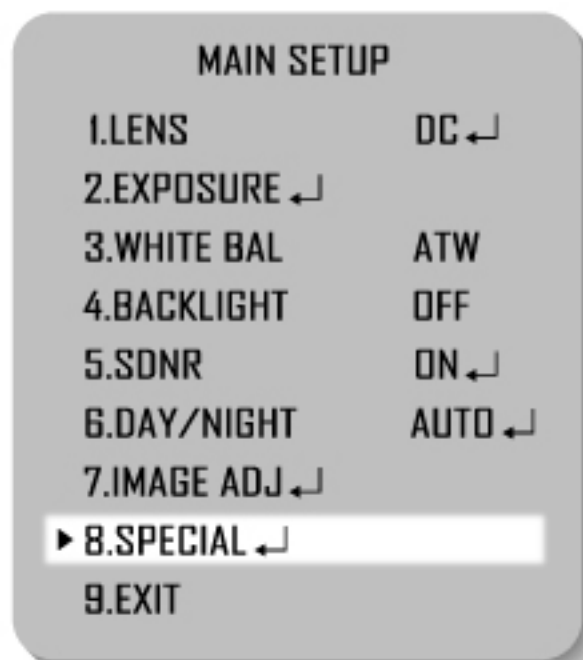 MAIN SETUP
1.LENS DC↵
2.EXPOSURE↵
3.WHITE BAL ATW
4.BACKLIGHT OFF
5.SDNR ON↵
6.DAY/NIGHT AUTO↵
7.IMAGE ADJ↵
▶8.SPECIAL↵
9.EXIT